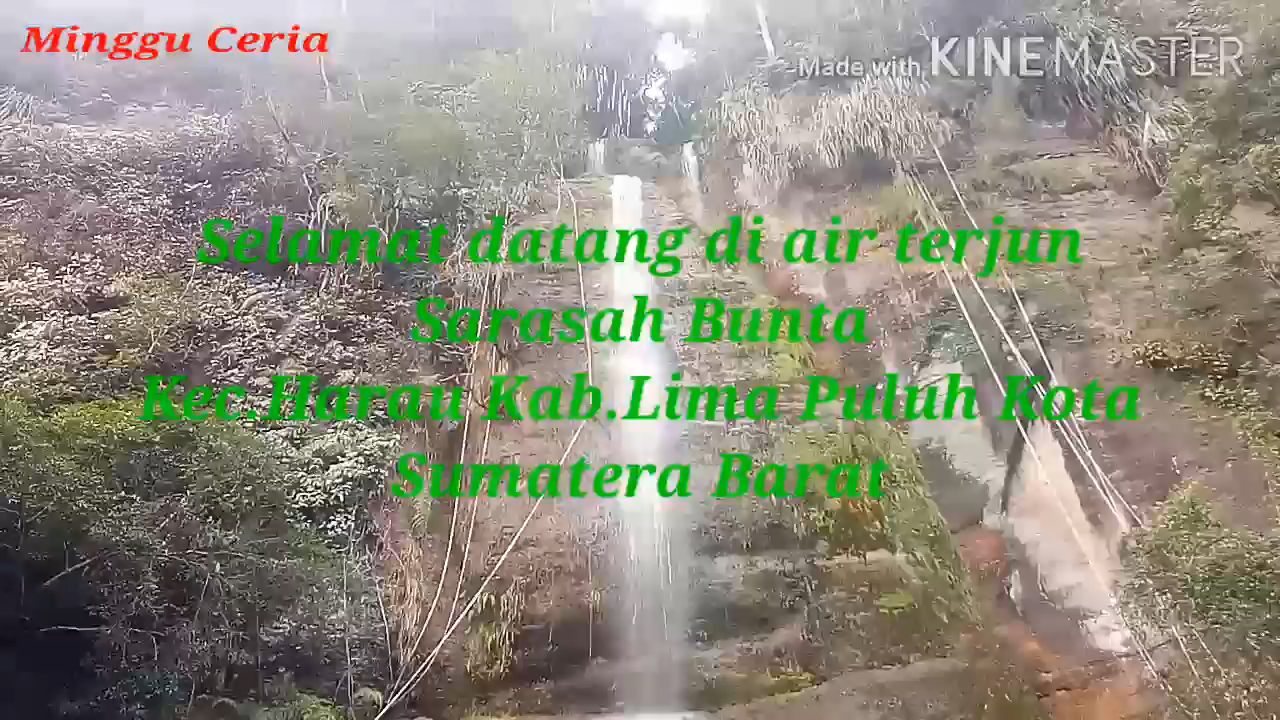 Minggu Ceria
Made with KINEMASTER
Selamat datang di air terjun
Sarasah Bunta
Kec.Harau Kab.Lima Puluh Kota
Sumatera Barat